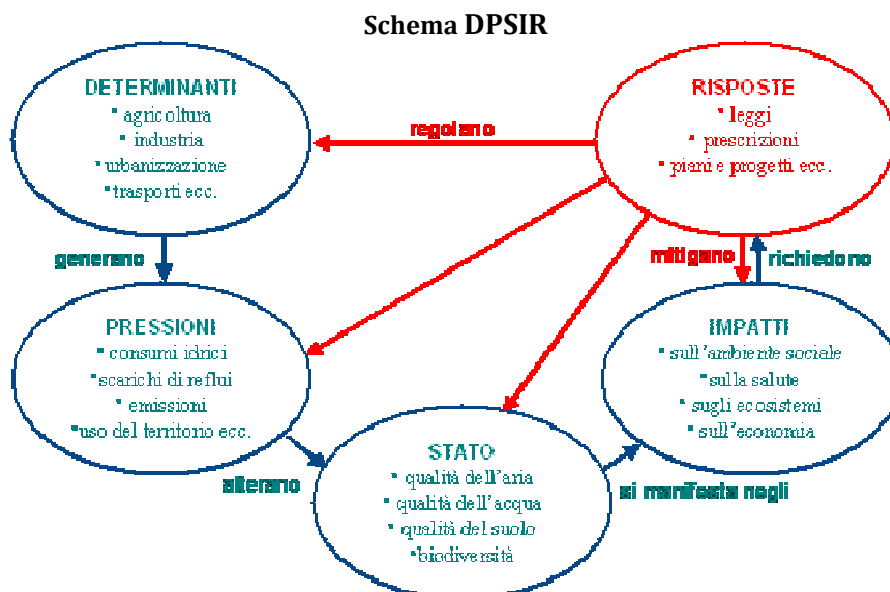 Schema DPSIR
DETERMINANTI
▪ agricoltura
▪ industria
▪ urbanizzazione
▪ trasporti ecc.
RISPOSTE
▪ leggi
▪ prescrizioni
▪ piani e progetti ecc.
regolano
generano
mitigano
richiedono
PRESSIONI
▪ consumi idrici
▪ scarichi di reflui
▪ emissioni
▪ uso del territorio ecc.
IMPATTI
▪ sull'ambiente sociale
▪ sulla salute
▪ sugli ecosistemi
▪ sull'economia
alterano
STATO
▪ qualità dell'aria
▪ qualità dell'acqua
▪ qualità del suolo
▪ biodiversità
si manifesta negli